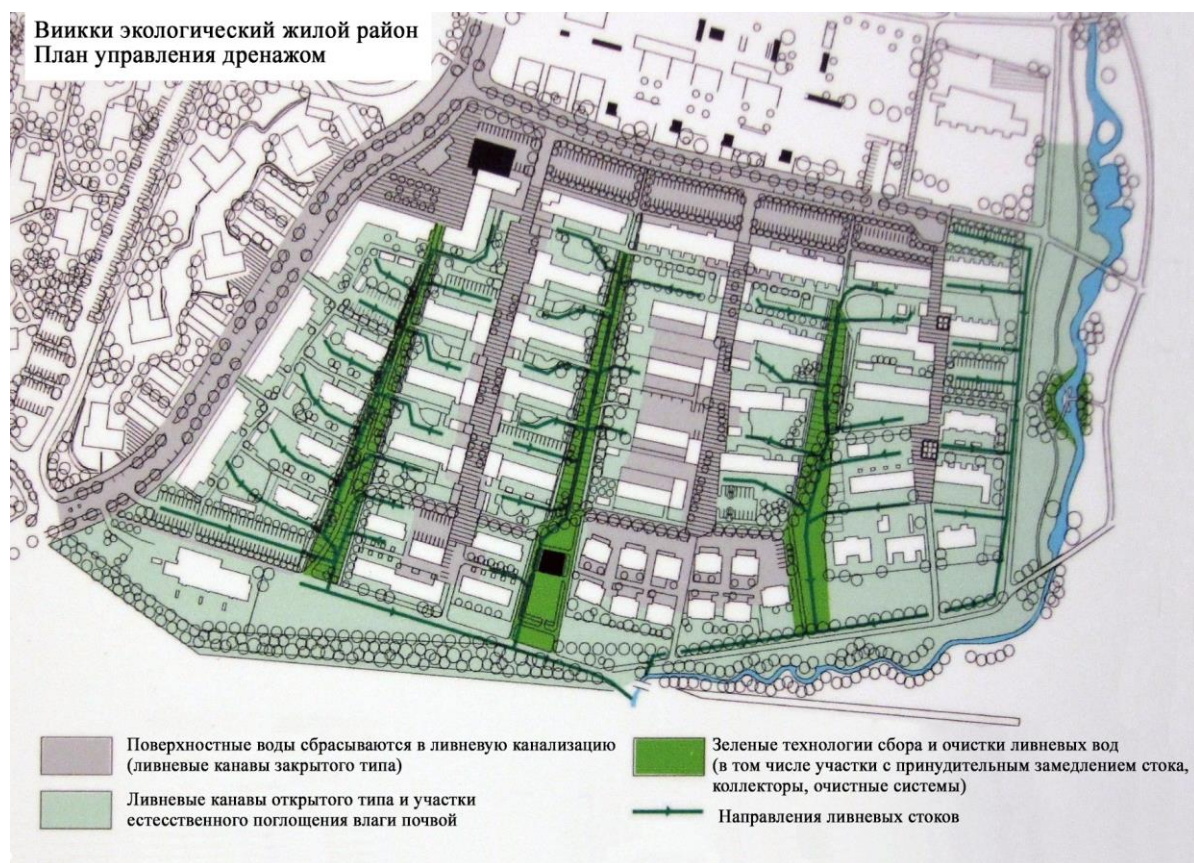 Виикки экологический жилой район
План управления дренажом
Поверхностные воды сбрасываются в ливневую канализацию
(ливневые канавы закрытого типа)
Ливневые канавы открытого типа и участки
естесственного поглощения влаги почвой
Зеленые технологии сбора и очистки ливневых вод
(в том числе участки с принудительным замедлением стока,
коллекторы, очистные системы)
Направления ливневых стоков